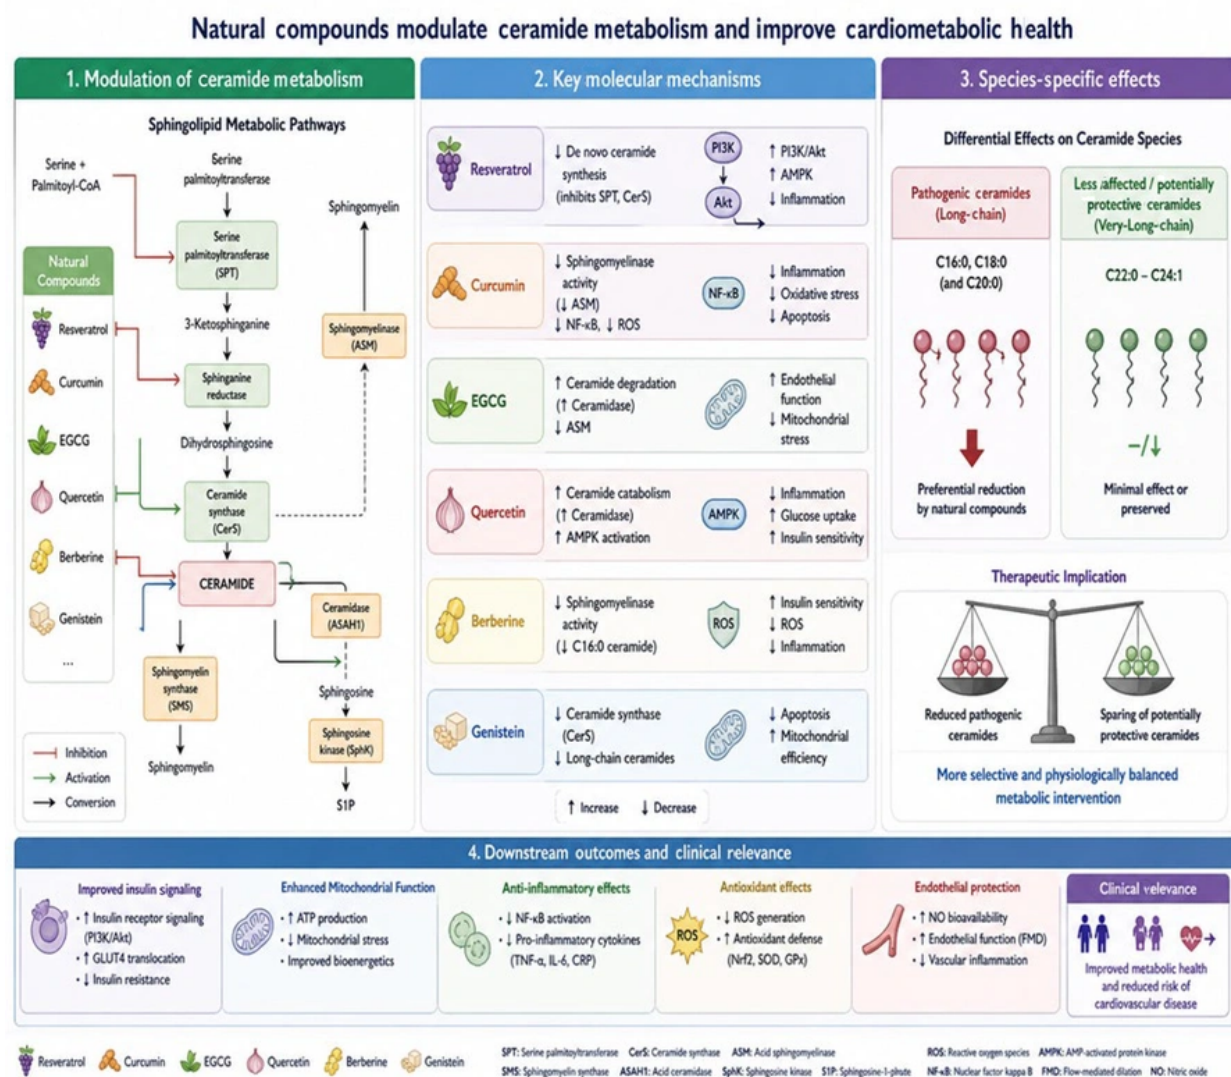 Natural compounds modulate ceramide metabolism and improve cardiometabolic health
1. Modulation of ceramide metabolism
Sphingolipid Metabolic Pathways
Serine +
Palmitoyl-CoA
Serine
palmitoyltransferase
Sphingomyelin
Serine
palmitoyltransferase
(SPT)
Natural
Compounds
3-Ketosphinganine
Sphingomyelinase
(ASM)
Resveratrol
Sphinganine
reductase
Curcumin
Dihydrosphingosine
EGCG
Quercetin
Ceramide
synthase
(CerS)
Berberine
CERAMIDE
Genistein
...
Ceramidase
(ASAH1)
Sphingomyelin
synthase
(SMS)
Sphingosine
Sphingosine
kinase (SphK)
Sphingomyelin
S1P
Inhibition
Activation
Conversion
2. Key molecular mechanisms
Resveratrol
↓ De novo ceramide
synthesis
(inhibits SPT, CerS)
PI3K
Akt
↑ PI3K/Akt
↑ AMPK
↓ Inflammation
Curcumin
↓ Sphingomyelinase
activity
(↓ ASM)
↓ NF-κB, ↓ ROS
NF-κB
↓ Inflammation
↓ Oxidative stress
↓ Apoptosis
EGCG
↑ Ceramide degradation
(↑ Ceramidase)
↓ ASM
↑ Endothelial
function
↓ Mitochondrial
stress
Quercetin
↑ Ceramide catabolism
(↑ Ceramidase)
↑ AMPK activation
AMPK
↓ Inflammation
↑ Glucose uptake
↑ Insulin sensitivity
Berberine
↓ Sphingomyelinase
activity
(↓ C16:0 ceramide)
ROS
↑ Insulin sensitivity
↓ ROS
↓ Inflammation
Genistein
↓ Ceramide synthase
(CerS)
↓ Long-chain ceramides
↓ Apoptosis
↑ Mitochondrial
efficiency
↑ Increase ↓ Decrease
3. Species-specific effects
Differential Effects on Ceramide Species
Pathogenic ceramides
(Long-chain)
C16:0, C18:0
(and C20:0)
Preferential reduction
by natural compounds
Less affected / potentially
protective ceramides
(Very-Long-chain)
C22:0 – C24:1
–/↓
Minimal effect or
preserved
Therapeutic Implication
Reduced pathogenic
ceramides
Sparing of potentially
protective ceramides
More selective and physiologically balanced
metabolic intervention
4. Downstream outcomes and clinical relevance
Improved insulin signaling
• ↑ Insulin receptor signaling
(PI3K/Akt)
• ↑ GLUT4 translocation
• ↓ Insulin resistance
Enhanced Mitochondrial Function
• ↑ ATP production
• ↓ Mitochondrial stress
• Improved bioenergetics
Anti-inflammatory effects
• ↓ NF-κB activation
• ↓ Pro-inflammatory cytokines
(TNF-α, IL-6, CRP)
Antioxidant effects
ROS
• ↓ ROS generation
• ↑ Antioxidant defense
(Nrf2, SOD, GPx)
Endothelial protection
• ↑ NO bioavailability
• ↑ Endothelial function (FMD)
• ↓ Vascular inflammation
Clinical relevance
Improved metabolic health
and reduced risk of
cardiovascular disease
Resveratrol Curcumin EGCG Quercetin Berberine Genistein
SPT: Serine palmitoyltransferase CerS: Ceramide synthase ASM: Acid sphingomyelinase ROS: Reactive oxygen species AMPK: AMP-activated protein kinase
SMS: Sphingomyelin synthase ASAH1: Acid ceramidase SphK: Sphingosine kinase S1P: Sphingosine-1-phate NF-κB: Nuclear factor kappa B FMD: Flow-mediated dilation NO: Nitric oxide